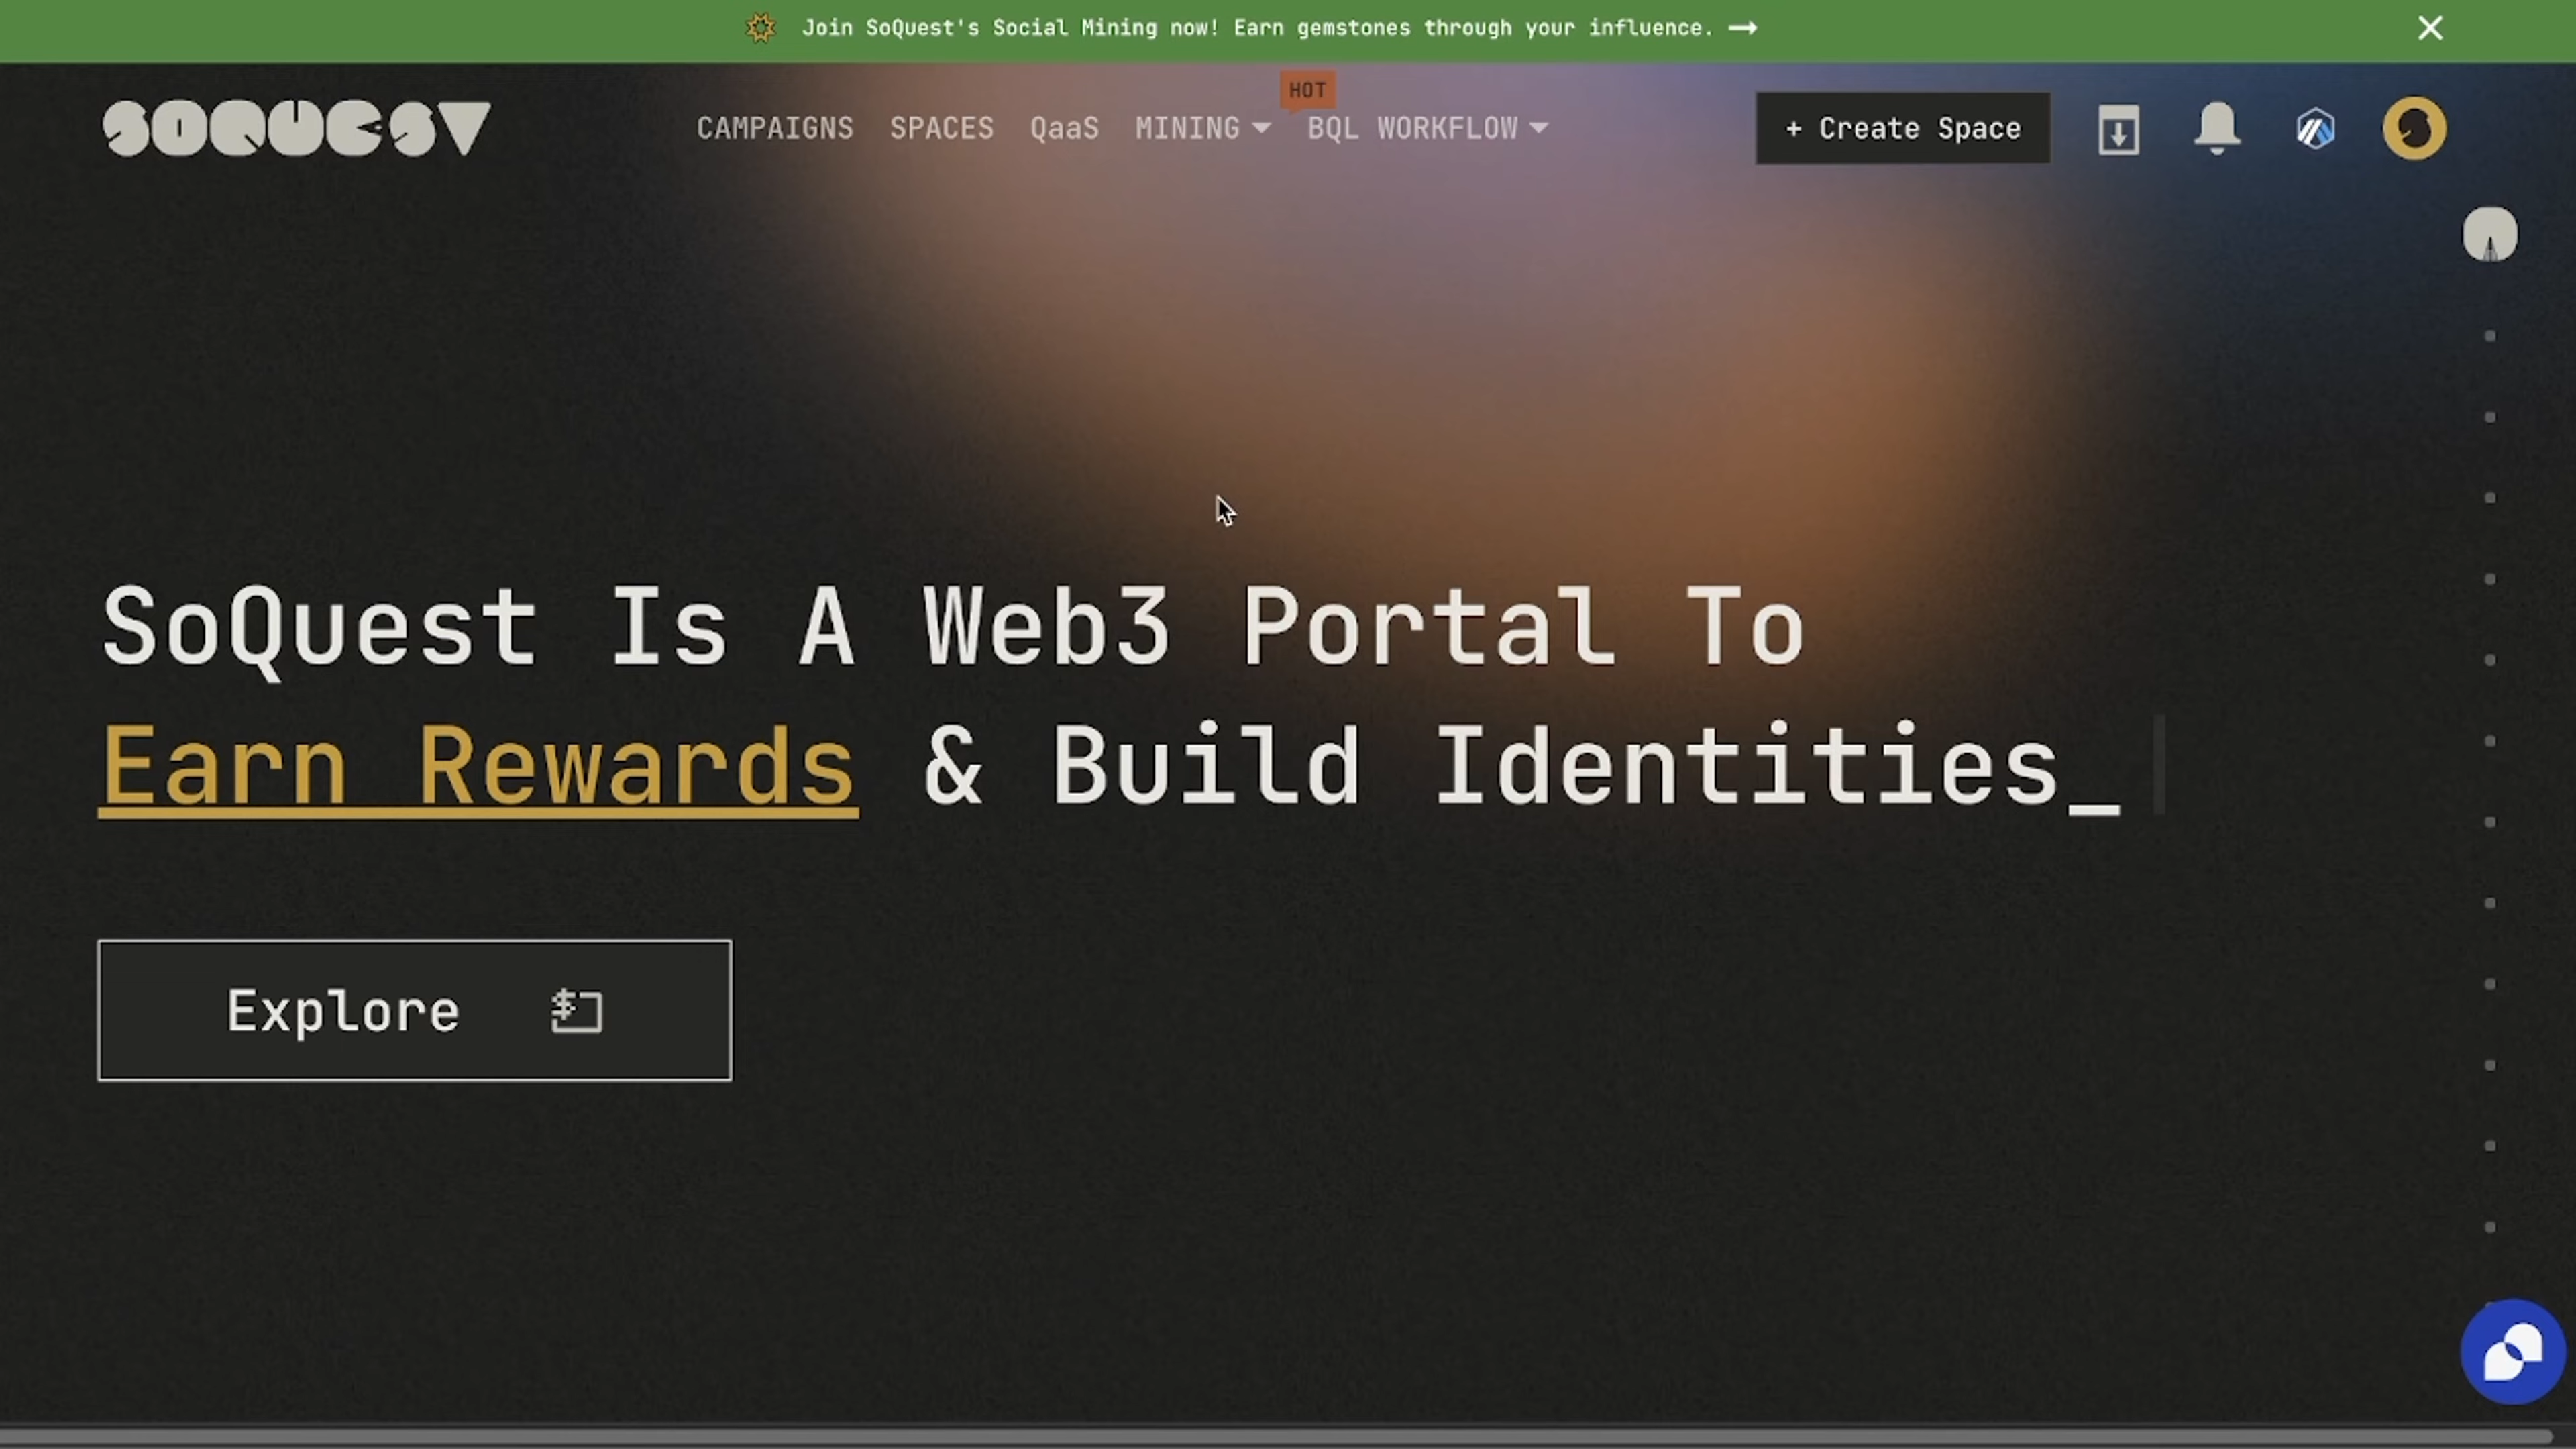 Join SoQuest's Social Mining now! Earn gemstones through your influence. →
SOQUEST
CAMPAIGNS
SPACES
QaaS
MINING
HOT
BQL WORKFLOW
+ Create Space
SoQuest Is A Web3 Portal To
Earn Rewards & Build Identities_
Explore